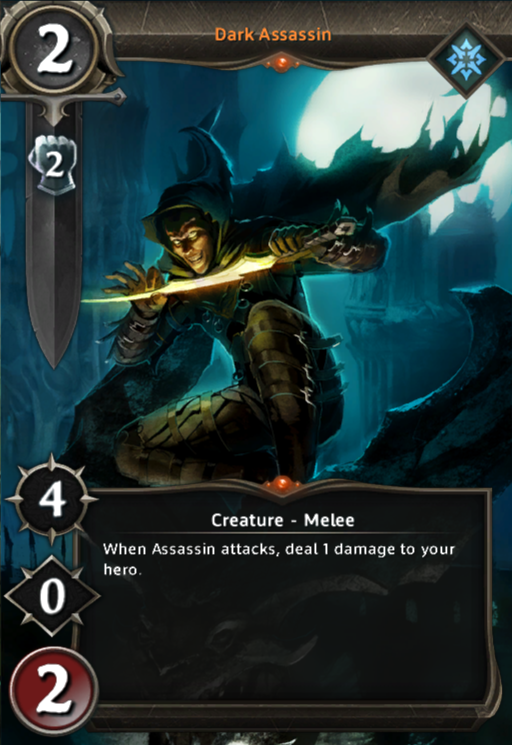 2
Dark Assassin
2
4
Creature - Melee
When Assassin attacks, deal 1 damage to your
hero.
0
2